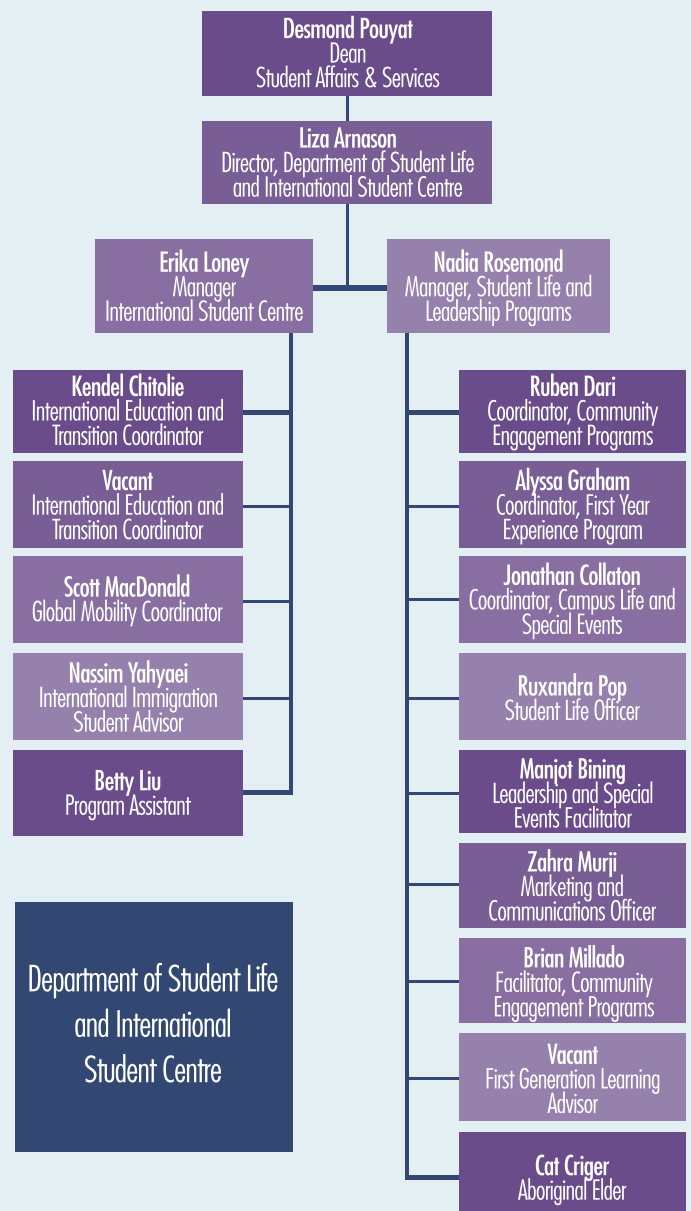 Desmond Pouyat
Dean
Student Affairs & Services
Liza Arnason
Director, Department of Student Life
and International Student Centre
Erika Loney
Manager
International Student Centre
Nadia Rosemond
Manager, Student Life and
Leadership Programs
Kendel Chitolie
International Education and
Transition Coordinator
Vacant
International Education and
Transition Coordinator
Scott MacDonald
Global Mobility Coordinator
Nassim Yahyaei
International Immigration
Student Advisor
Betty Liu
Program Assistant
Ruben Dari
Coordinator, Community
Engagement Programs
Alyssa Graham
Coordinator, First Year
Experience Program
Jonathan Collaton
Coordinator, Campus Life and
Special Events
Ruxandra Pop
Student Life Officer
Manjot Bining
Leadership and Special
Events Facilitator
Zahra Murji
Marketing and
Communications Officer
Brian Millado
Facilitator, Community
Engagement Programs
Vacant
First Generation Learning
Advisor
Cat Criger
Aboriginal Elder
Department of Student Life
and International
Student Centre